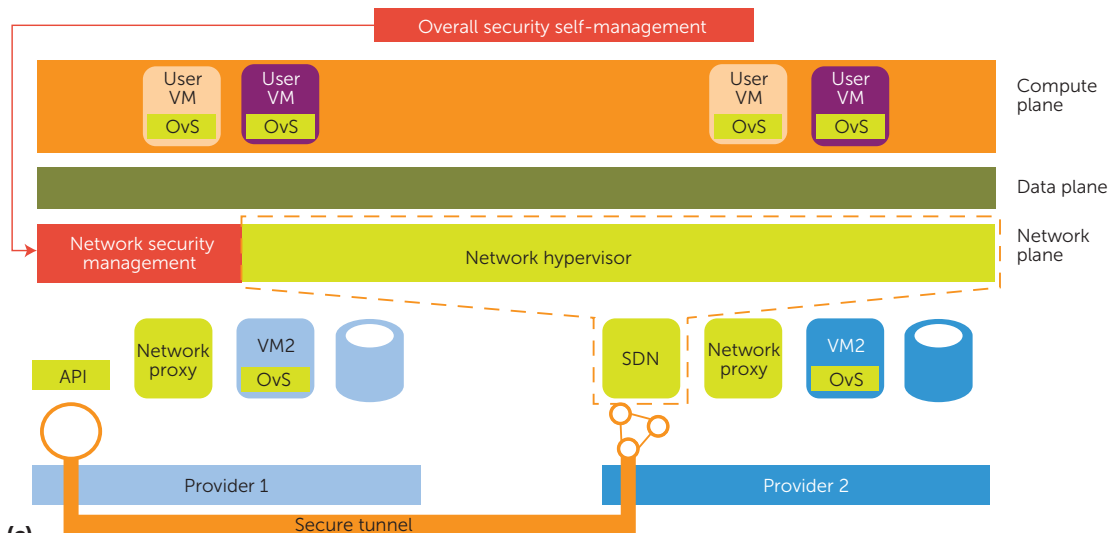 Overall security self-management
User
VM
OvS
User
VM
OvS
User
VM
OvS
User
VM
OvS
Compute
plane
Data plane
Network security
management
Network hypervisor
Network
plane
API
Network
proxy
VM2
OvS
SDN
Network
proxy
VM2
OvS
Provider 1
Provider 2
Secure tunnel